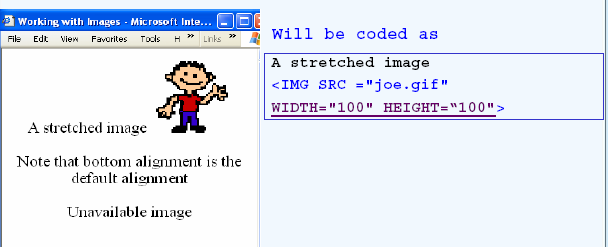 Working with Images - Microsoft Inte...
File Edit View Favorites Tools H » Links »
A stretched image
Note that bottom alignment is the
default alignment
Unavailable image
Will be coded as
A stretched image
<IMG SRC ="joe.gif"
WIDTH="100" HEIGHT=“100">